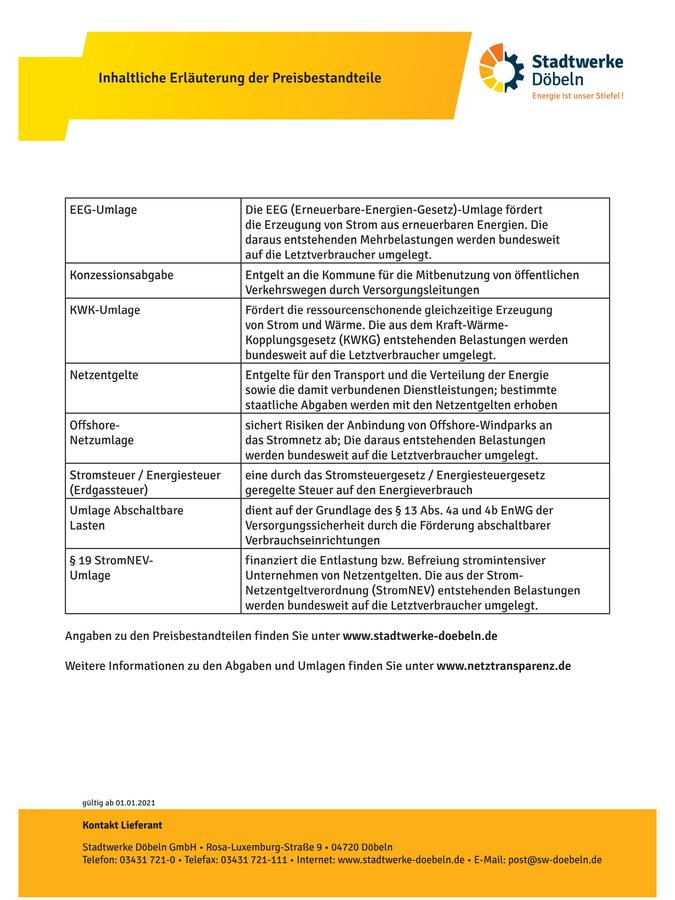 Inhaltliche Erläuterung der Preisbestandteile
Stadtwerke
Döbeln
Energie ist unser Stiefel!
EEG-Umlage
Die EEG (Erneuerbare-Energien-Gesetz)-Umlage fördert
die Erzeugung von Strom aus erneuerbaren Energien. Die
daraus entstehenden Mehrbelastungen werden bundesweit
auf die Letztverbraucher umgelegt.
Konzessionsabgabe
Entgelt an die Kommune für die Mitbenutzung von öffentlichen
Verkehrswegen durch Versorgungsleitungen
KWK-Umlage
Fördert die ressourcenschonende gleichzeitige Erzeugung
von Strom und Wärme. Die aus dem Kraft-Wärme-
Kopplungsgesetz (KWKG) entstehenden Belastungen werden
bundesweit auf die Letztverbraucher umgelegt.
Netzentgelte
Entgelte für den Transport und die Verteilung der Energie
sowie die damit verbundenen Dienstleistungen; bestimmte
staatliche Abgaben werden mit den Netzentgelten erhoben
Offshore-
Netzumlage
sichert Risiken der Anbindung von Offshore-Windparks an
das Stromnetz ab; Die daraus entstehenden Belastungen
werden bundesweit auf die Letztverbraucher umgelegt.
Stromsteuer / Energiesteuer
(Erdgassteuer)
eine durch das Stromsteuergesetz / Energiesteuergesetz
geregelte Steuer auf den Energieverbrauch
Umlage Abschaltbare
Lasten
dient auf der Grundlage des § 13 Abs. 4a und 4b EnWG der
Versorgungssicherheit durch die Förderung abschaltbarer
Verbrauchseinrichtungen
§ 19 StromNEV-
Umlage
finanziert die Entlastung bzw. Befreiung stromintensiver
Unternehmen von Netzentgelten. Die aus der Strom-
Netzentgeltverordnung (StromNEV) entstehenden Belastungen
werden bundesweit auf die Letztverbraucher umgelegt.
Angaben zu den Preisbestandteilen finden Sie unter www.stadtwerke-doebeln.de
Weitere Informationen zu den Abgaben und Umlagen finden Sie unter www.netztransparenz.de
gültig ab 01.01.2021
Kontakt Lieferant
Stadtwerke Döbeln GmbH • Rosa-Luxemburg-Straße 9 • 04720 Döbeln
Telefon: 03431 721-0 • Telefax: 03431 721-111 • Internet: www.stadtwerke-doebeln.de • E-Mail: post@sw-doebeln.de